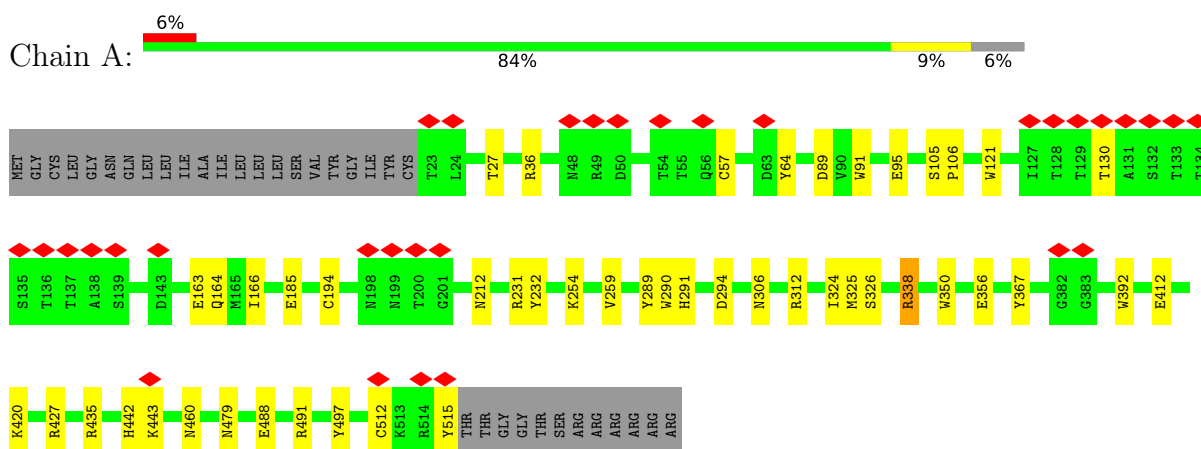 6%
Chain A:
84% 9% 6%
MET GLY CYS LEU GLY ASN GLN LEU LEU ILE ALA ILE LEU LEU LEU SER VAL TYR GLY ILE TYR CYS T23 L24 T27 R36 N48 R49 D50 T54 T55 Q56 C57 D63 Y64 D89 V90 W91 E95 S105 P106 W121 I127 T128 T129 T130 A131 S132 T133 T134
S135 T136 T137 A138 S139 D143 E163 Q164 M165 I166 E185 C194 N198 N199 T200 G201 N212 R231 Y232 K254 V259 Y289 W290 H291 D294 N306 R312 I324 M325 S326 R338 W350 E356 Y367 G382 G383 W392 E412
K420 R427 R435 H442 K443 N460 N479 E488 R491 Y497 C512 K513 R514 Y515 THR THR GLY GLY THR SER ARG ARG ARG ARG ARG ARG